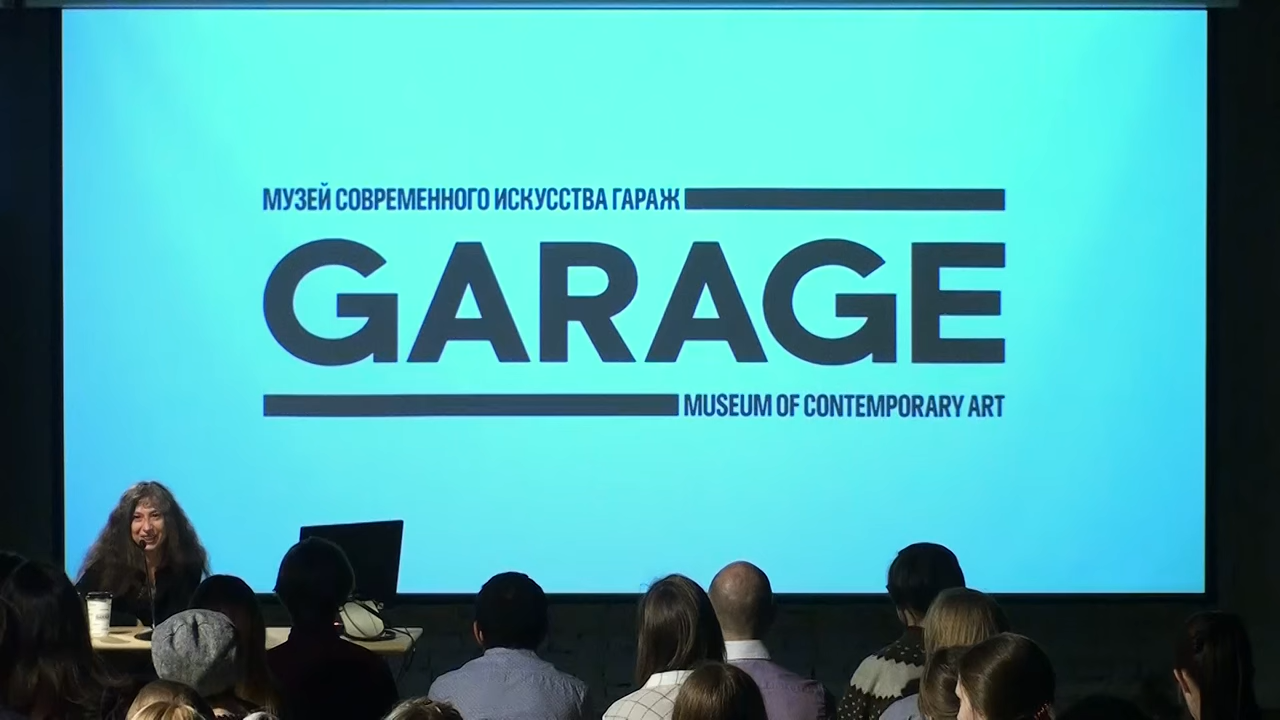 МУЗЕЙ СОВРЕМЕННОГО ИСКУССТВА ГАРАЖ
GARAGE
MUSEUM OF CONTEMPORARY ART